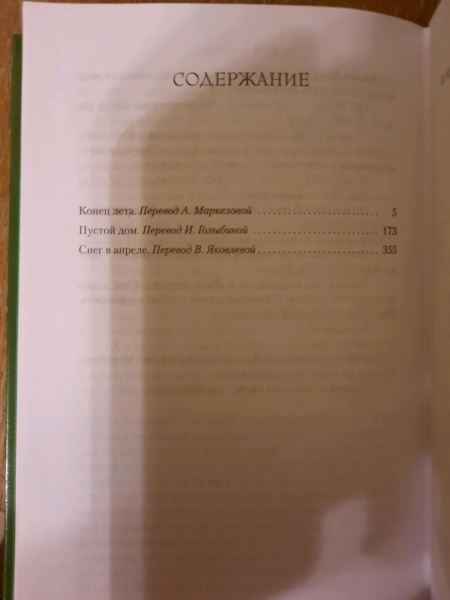 СОДЕРЖАНИЕ
Конец лета. Перевод А. Маркеловой . . . . . . . . . . . . . . . . . . . . . 5
Пустой дом. Перевод И. Голыбиной . . . . . . . . . . . . . . . . . . . . . 173
Снег в апреле. Перевод В. Яковлевой . . . . . . . . . . . . . . . . . . . . 355